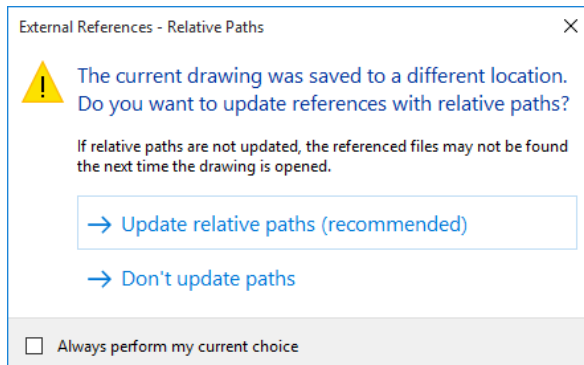 External References - Relative Paths
The current drawing was saved to a different location.
Do you want to update references with relative paths?
If relative paths are not updated, the referenced files may not be found
the next time the drawing is opened.
Update relative paths (recommended)
Don't update paths
Always perform my current choice